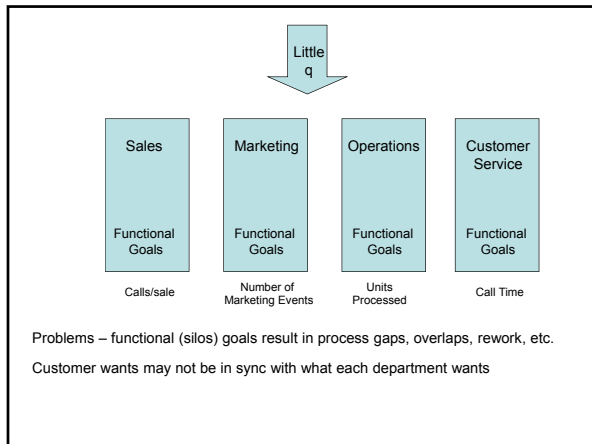 Little
q
Sales
Marketing
Operations
Customer
Service
Functional
Goals
Functional
Goals
Functional
Goals
Functional
Goals
Calls/sale
Number of
Marketing Events
Units
Processed
Call Time
Problems – functional (silos) goals result in process gaps, overlaps, rework, etc.
Customer wants may not be in sync with what each department wants